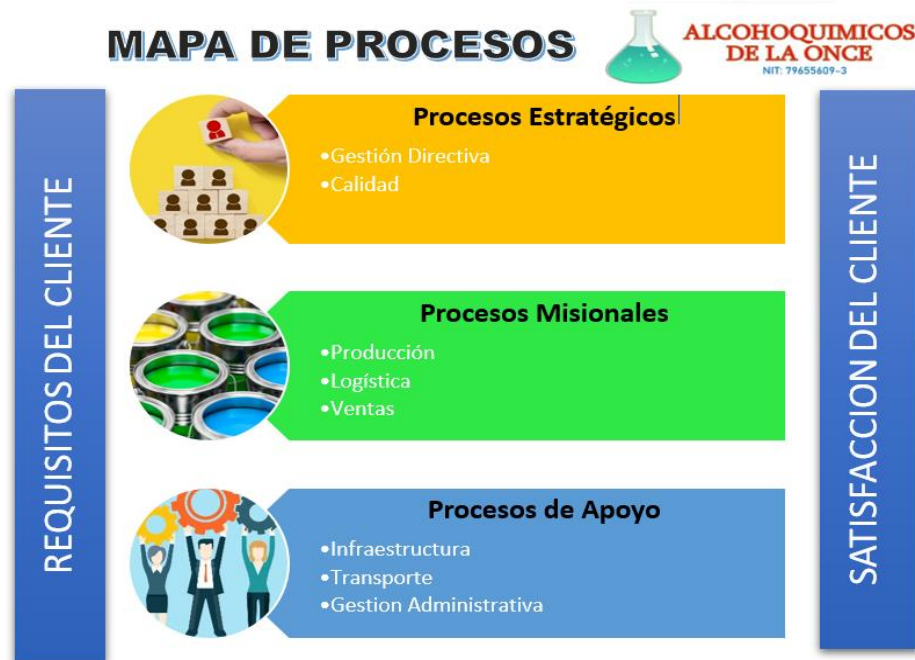 MAPA DE PROCESOS
ALCOHOQUIMICOS
DE LA ONCE
NIT: 79655609-3
REQUISITOS DEL CLIENTE
Procesos Estratégicos
•Gestión Directiva
•Calidad
Procesos Misionales
•Producción
•Logística
•Ventas
Procesos de Apoyo
•Infraestructura
•Transporte
•Gestion Administrativa
SATISFACCION DEL CLIENTE